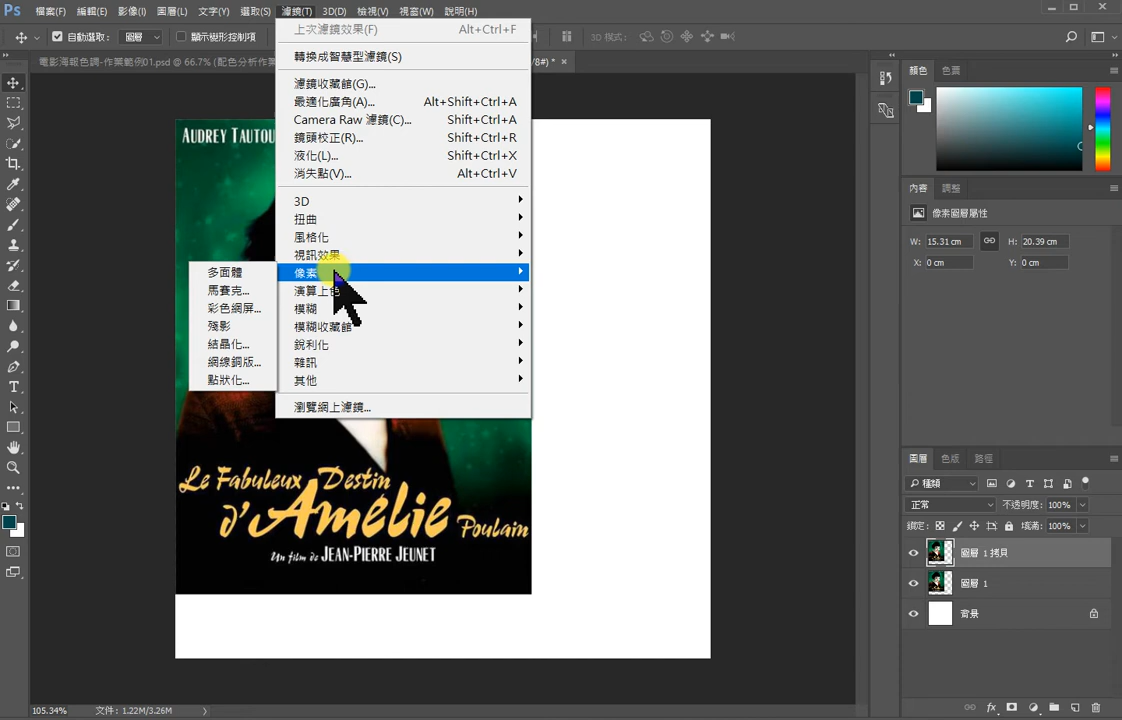 Ps 檔案(F) 編輯(E) 影像(I) 圖層(L) 文字(Y) 選取(S) 濾鏡(T) 3D(D) 檢視(V) 視窗(W) 說明(H)
自動選取: 圖層 顯示變形控制項 3D 模式:
電影海報色調-作業範例01.psd @ 66.7% (配色分析作業 /8#) * ×
上次濾鏡效果(F) Alt+Ctrl+F
轉換成智慧型濾鏡(S)
濾鏡收藏館(G)...
最適化廣角(A)... Alt+Shift+Ctrl+A
Camera Raw 濾鏡(C)... Shift+Ctrl+A
鏡頭校正(R)... Shift+Ctrl+R
液化(L)... Shift+Ctrl+X
消失點(V)... Alt+Ctrl+V
3D
扭曲
風格化
視訊效果
像素
演算上色
模糊
模糊收藏館
銳利化
雜訊
其他
瀏覽網上濾鏡...
多面體
馬賽克...
彩色網屏...
殘影
結晶化...
網線銅版...
點狀化...
AUDREY TAUTOU
Le Fabuleux Destin
d'Amélie Poulain
Un film de JEAN-PIERRE JEUNET
顏色 色票
內容 調整
像素圖層屬性
W: 15.31 cm H: 20.39 cm
X: 0 cm Y: 0 cm
圖層 色版 路徑
種類
正常 不透明度: 100%
鎖定: 填滿: 100%
圖層 1 拷貝
圖層 1
背景
105.34% 文件: 1.22M/3.26M